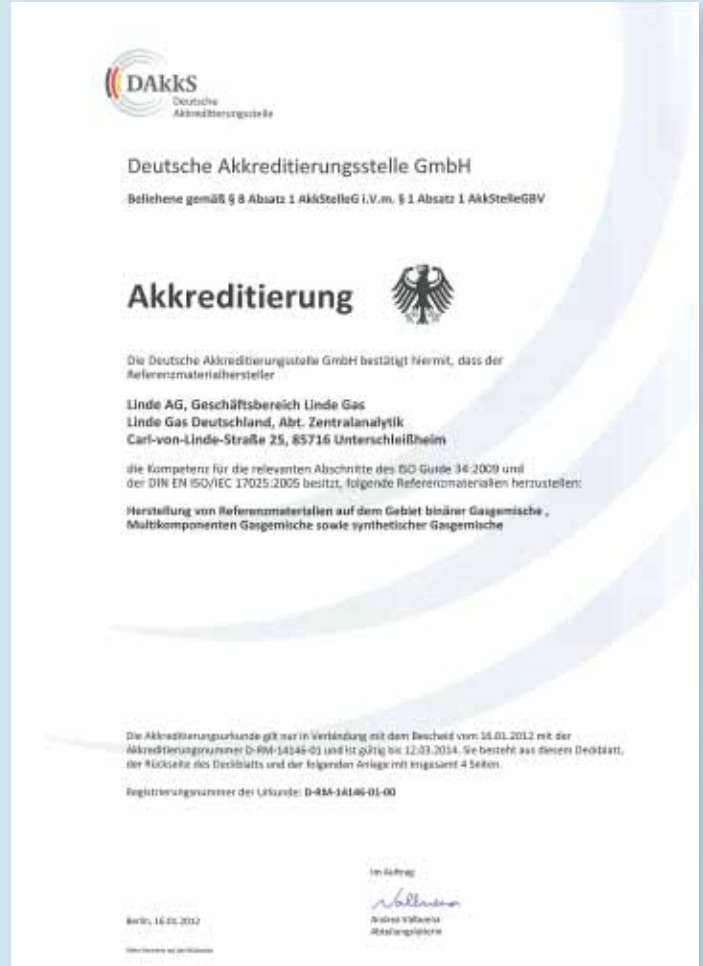 DAkkS
Deutsche
Akkreditierungsstelle
Deutsche Akkreditierungsstelle GmbH
Beliehene gemäß § 8 Absatz 1 AkkStelleG i.V.m. § 1 Absatz 1 AkkStelleGBV
Akkreditierung
Die Deutsche Akkreditierungsstelle GmbH bestätigt hiermit, dass der
Referenzmaterialhersteller
Linde AG, Geschäftsbereich Linde Gas
Linde Gas Deutschland, Abt. Zentralanalytik
Carl-von-Linde-Straße 25, 85716 Unterschleißheim
die Kompetenz für die relevanten Abschnitte des ISO Guide 34:2009 und
der DIN EN ISO/IEC 17025:2005 besitzt, folgende Referenzmaterialien herzustellen:
Herstellung von Referenzmaterialien auf dem Gebiet binärer Gasgemische ,
Multikomponenten Gasgemische sowie synthetischer Gasgemische
Die Akkreditierungsurkunde gilt nur in Verbindung mit dem Bescheid vom 16.01.2012 mit der
Akkreditierungsnummer D-RM-14146-01 und ist gültig bis 12.03.2014. Sie besteht aus diesem Deckblatt,
der Rückseite des Deckblatts und der folgenden Anlage mit insgesamt 4 Seiten.
Registrierungsnummer der Urkunde: D-RM-14146-01-00
Im Auftrag
Berlin, 16.01.2012
Andrea Valbuena
Abteilungsleiterin